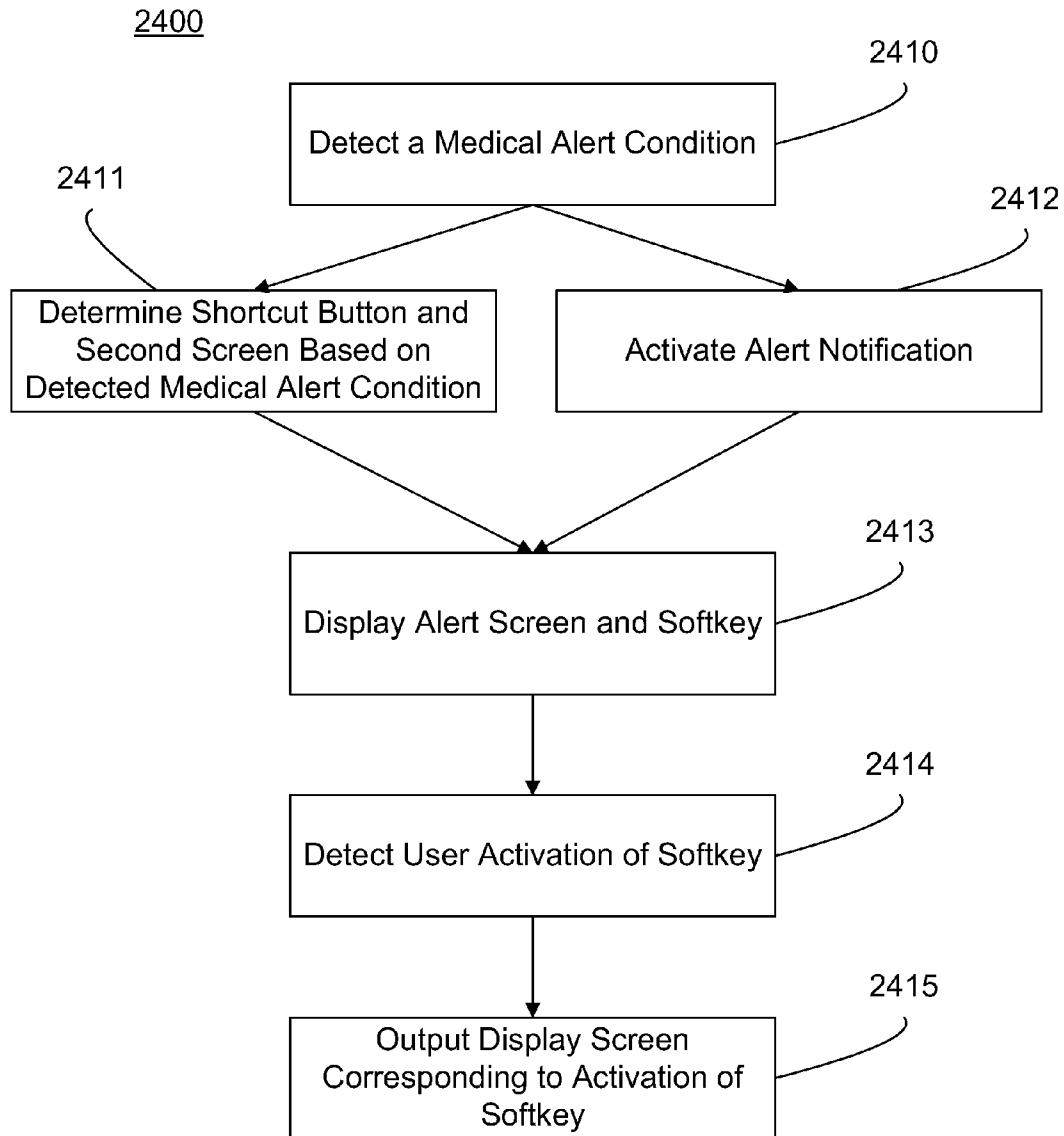 2400
2410
Detect a Medical Alert Condition
2411
2412
Determine Shortcut Button and
Second Screen Based on
Detected Medical Alert Condition
Activate Alert Notification
2413
Display Alert Screen and Softkey
2414
Detect User Activation of Softkey
2415
Output Display Screen
Corresponding to Activation of
Softkey